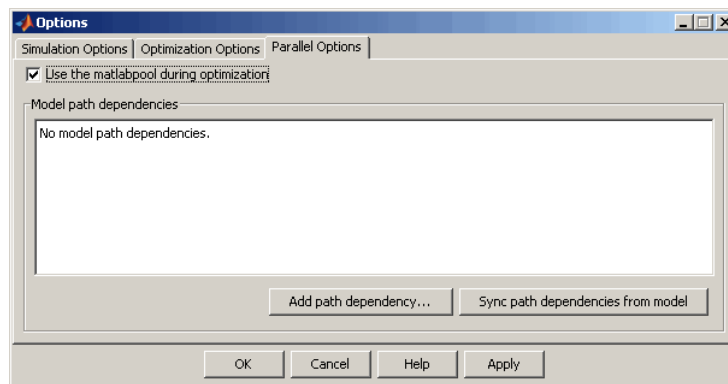 Options
Simulation Options Optimization Options Parallel Options
Use the matlabpool during optimization
Model path dependencies
No model path dependencies.
Add path dependency... Sync path dependencies from model
OK Cancel Help Apply